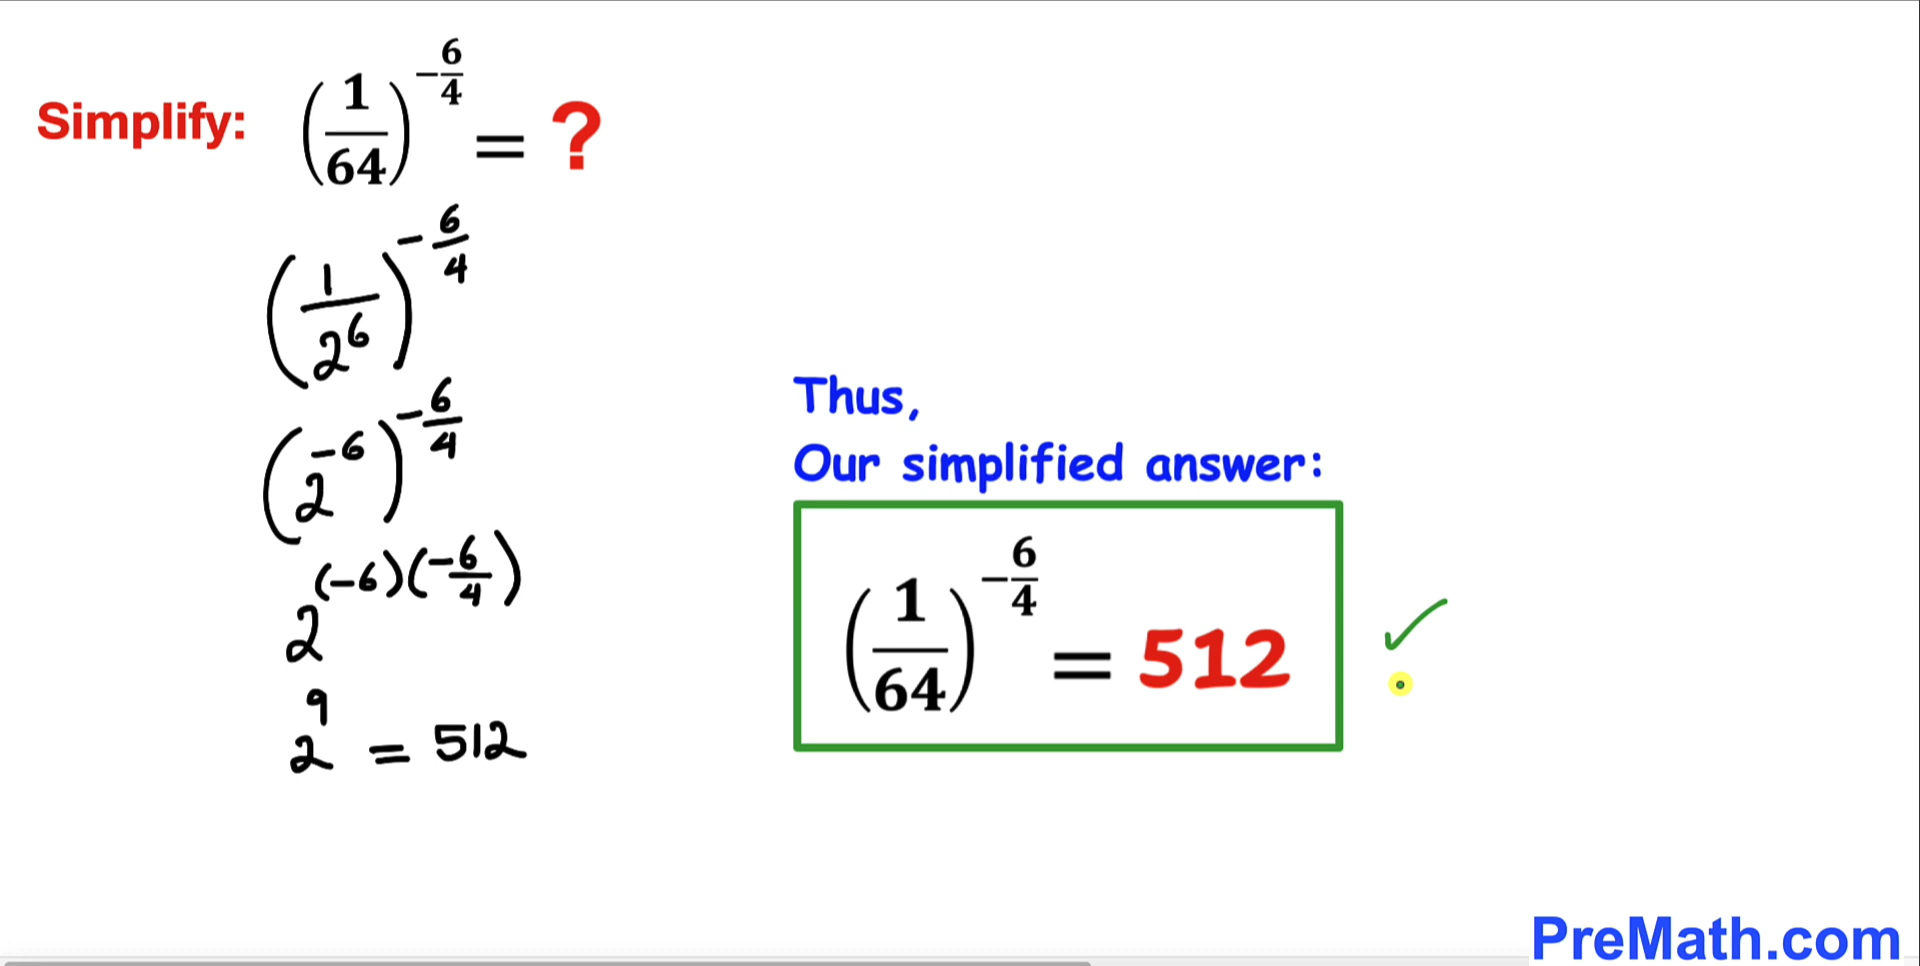 Simplify: (1/64)^(-6/4) = ?
(1/2^6)^(-6/4)
(2^-6)^(-6/4)
2^(-6)(-6/4)
2^9 = 512
Thus,
Our simplified answer:
(1/64)^(-6/4) = 512
PreMath.com